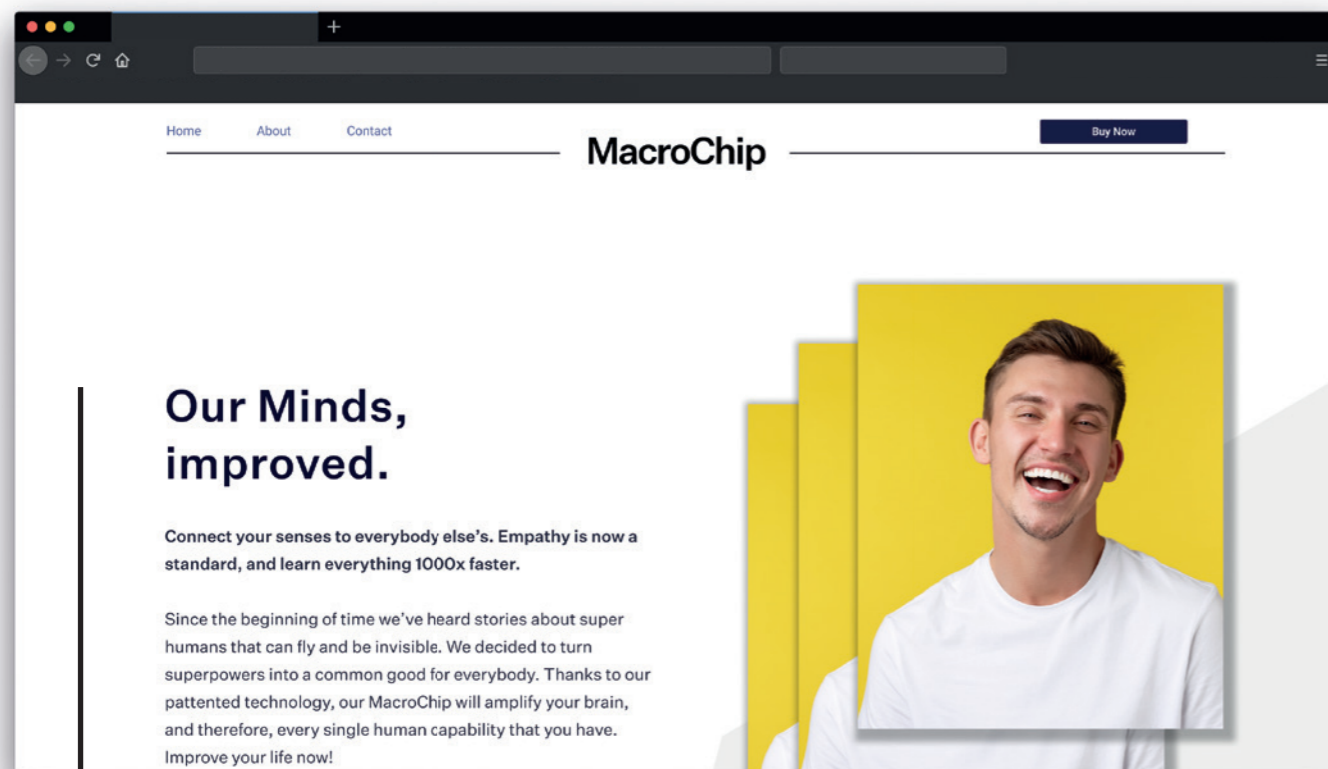 Home About Contact
MacroChip
Buy Now
Our Minds,
improved.
Connect your senses to everybody else's. Empathy is now a
standard, and learn everything 1000x faster.
Since the beginning of time we've heard stories about super
humans that can fly and be invisible. We decided to turn
superpowers into a common good for everybody. Thanks to our
pattented technology, our MacroChip will amplify your brain,
and therefore, every single human capability that you have.
Improve your life now!